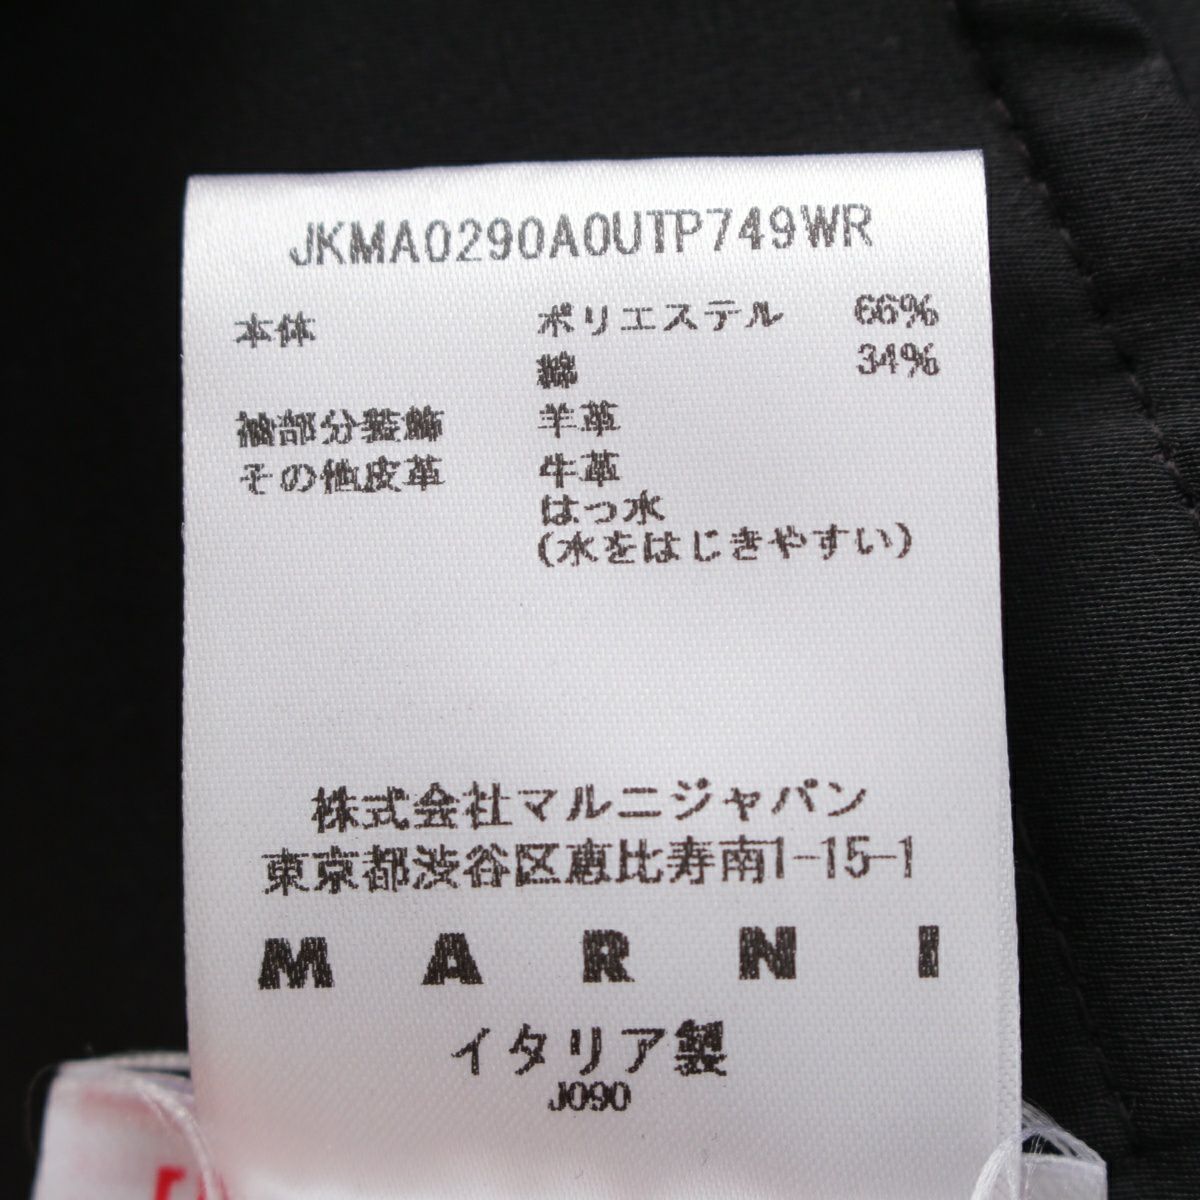 JKMA0290A0UTP749WR
本体 ポリエステル 66%
綿 34%
袖部分装飾 羊革
その他皮革 牛革
はっ水
(水をはじきやすい)
株式会社マルニジャパン
東京都渋谷区恵比寿南1-15-1
MARNI
イタリア製
J090